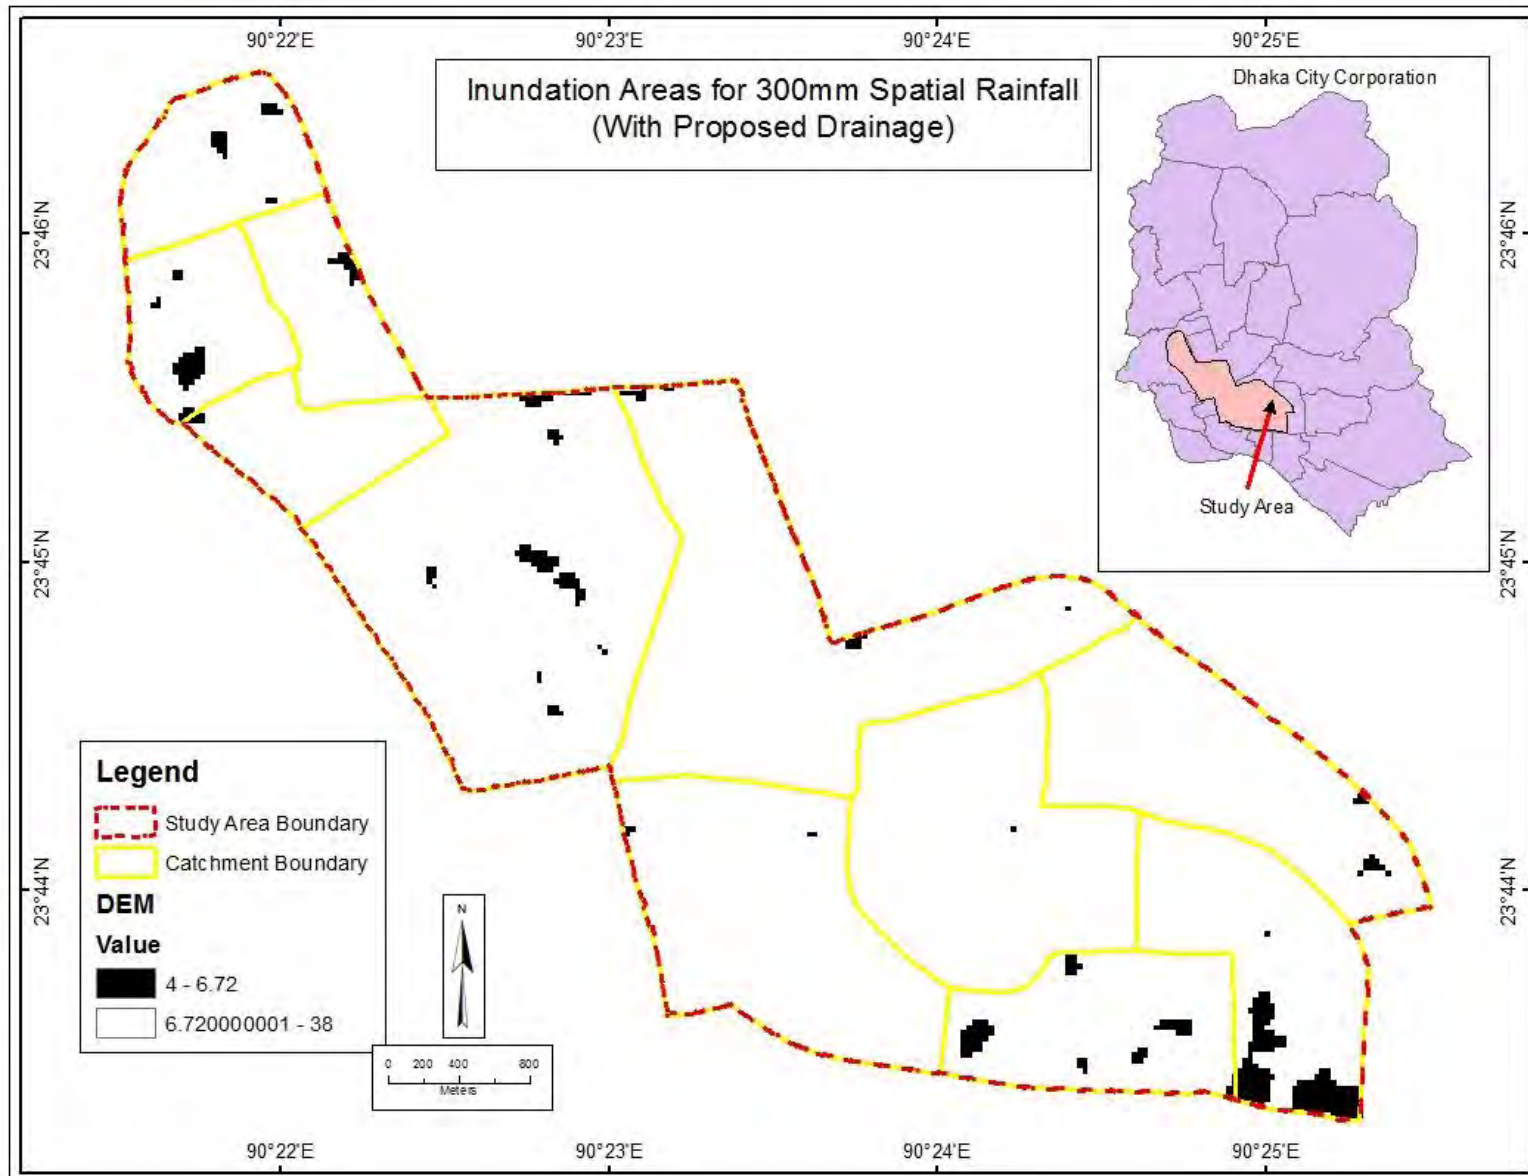 90°22'E
90°23'E
90°24'E
90°25'E
Inundation Areas for 300mm Spatial Rainfall
(With Proposed Drainage)
Dhaka City Corporation
Study Area
23°46'N
23°46'N
23°45'N
23°45'N
23°44'N
23°44'N
Legend
Study Area Boundary
Catchment Boundary
DEM
Value
4 - 6.72
6.720000001 - 38
N
0 200 400 800
Meters
90°22'E
90°23'E
90°24'E
90°25'E